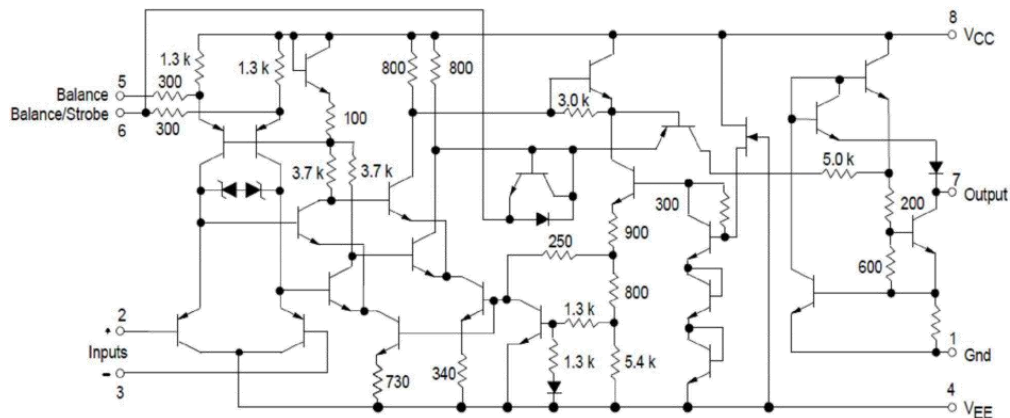 8
V_CC
1.3 k
1.3 k
800
800
5
300
Balance
Balance/Strobe
6
300
3.0 k
100
3.7 k
3.7 k
5.0 k
7
Output
300
200
900
250
600
800
2
+
Inputs
-
3
1.3 k
1.3 k
5.4 k
340
730
1
Gnd
4
V_EE